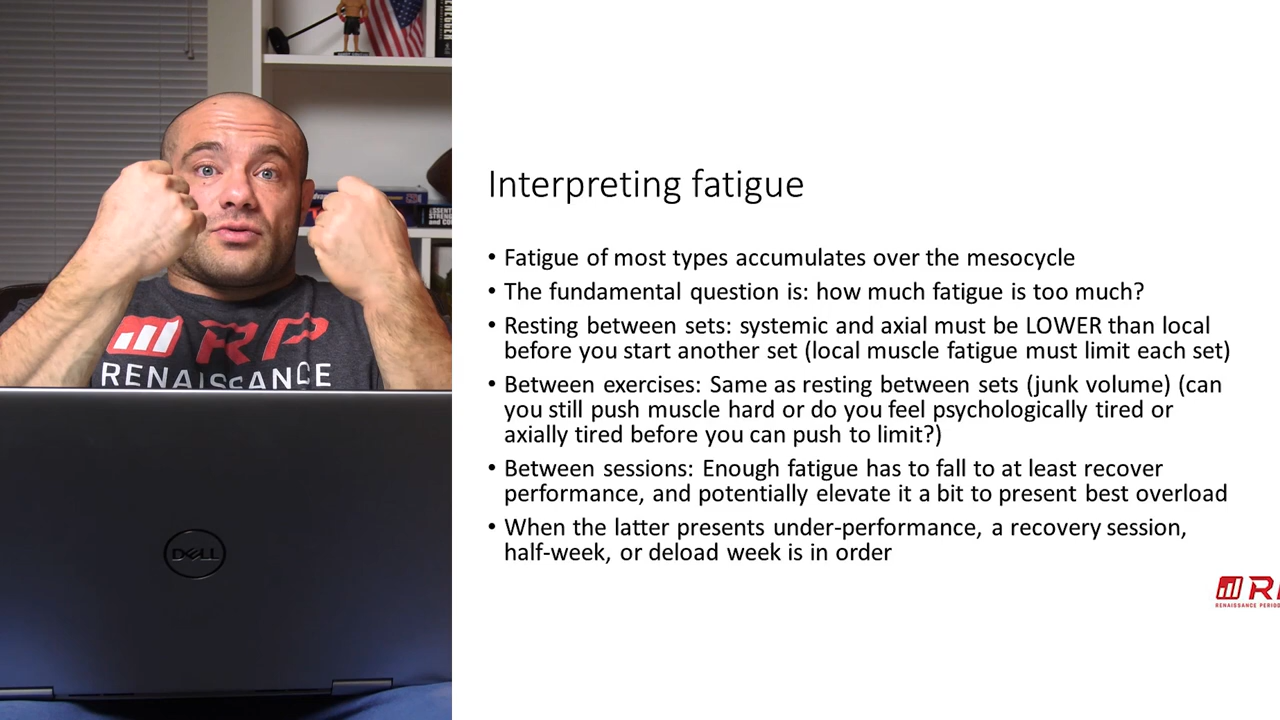 RP
RENAISSANCE
DELL
Interpreting fatigue
• Fatigue of most types accumulates over the mesocycle
• The fundamental question is: how much fatigue is too much?
• Resting between sets: systemic and axial must be LOWER than local
before you start another set (local muscle fatigue must limit each set)
• Between exercises: Same as resting between sets (junk volume) (can
you still push muscle hard or do you feel psychologically tired or
axially tired before you can push to limit?)
• Between sessions: Enough fatigue has to fall to at least recover
performance, and potentially elevate it a bit to present best overload
• When the latter presents under-performance, a recovery session,
half-week, or deload week is in order
RENAISSANCE PERIOD